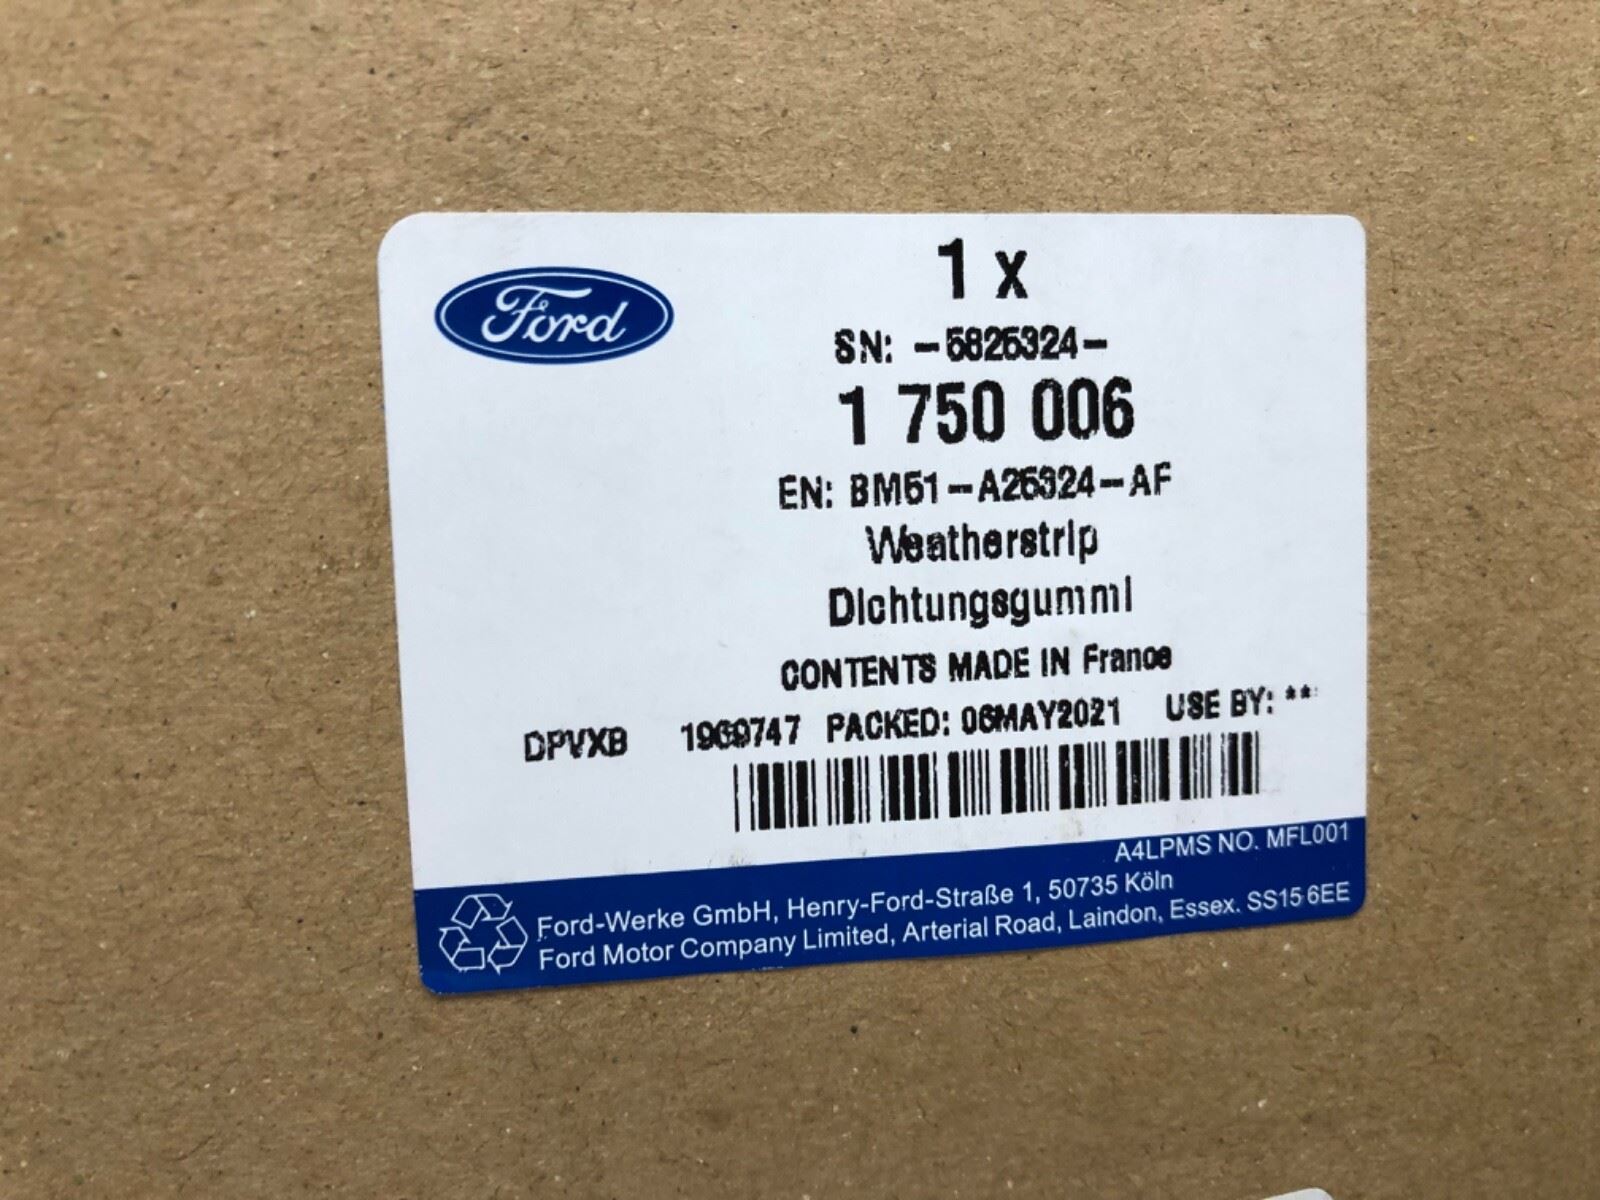 Ford
1 x
SN: -5825324-
1 750 006
EN: BM51-A25324-AF
Weatherstrip
Dichtungsgummi
CONTENTS MADE IN France
DPVXB 1969747 PACKED: 06MAY2021 USE BY: **
A4LPMS NO. MFL001
Ford-Werke GmbH, Henry-Ford-Straße 1, 50735 Köln
Ford Motor Company Limited, Arterial Road, Laindon, Essex. SS15 6EE